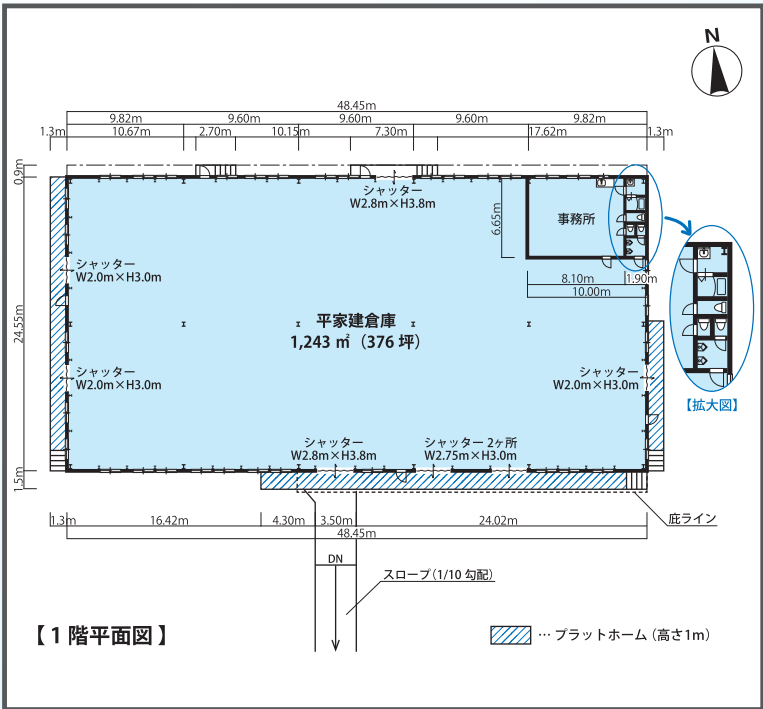 N
48.45m
9.82m 9.60m 9.60m 9.60m 9.82m
1.3m 10.67m 2.70m 10.15m 7.30m 17.62m 1.3m
0.9m
シャッター
W2.8m×H3.8m
6.65m
事務所
シャッター
W2.0m×H3.0m
8.10m 1.90m
10.00m
24.55m
平家建倉庫
1,243 ㎡（376 坪）
シャッター
W2.0m×H3.0m
シャッター
W2.0m×H3.0m
【拡大図】
シャッター
W2.8m×H3.8m
シャッター 2ヶ所
W2.75m×H3.0m
1.5m
1.3m 16.42m 4.30m 3.50m 24.02m
庇ライン
48.45m
DN
スロープ（1/10 勾配）
【 1 階平面図 】
… プラットホーム（高さ1m）